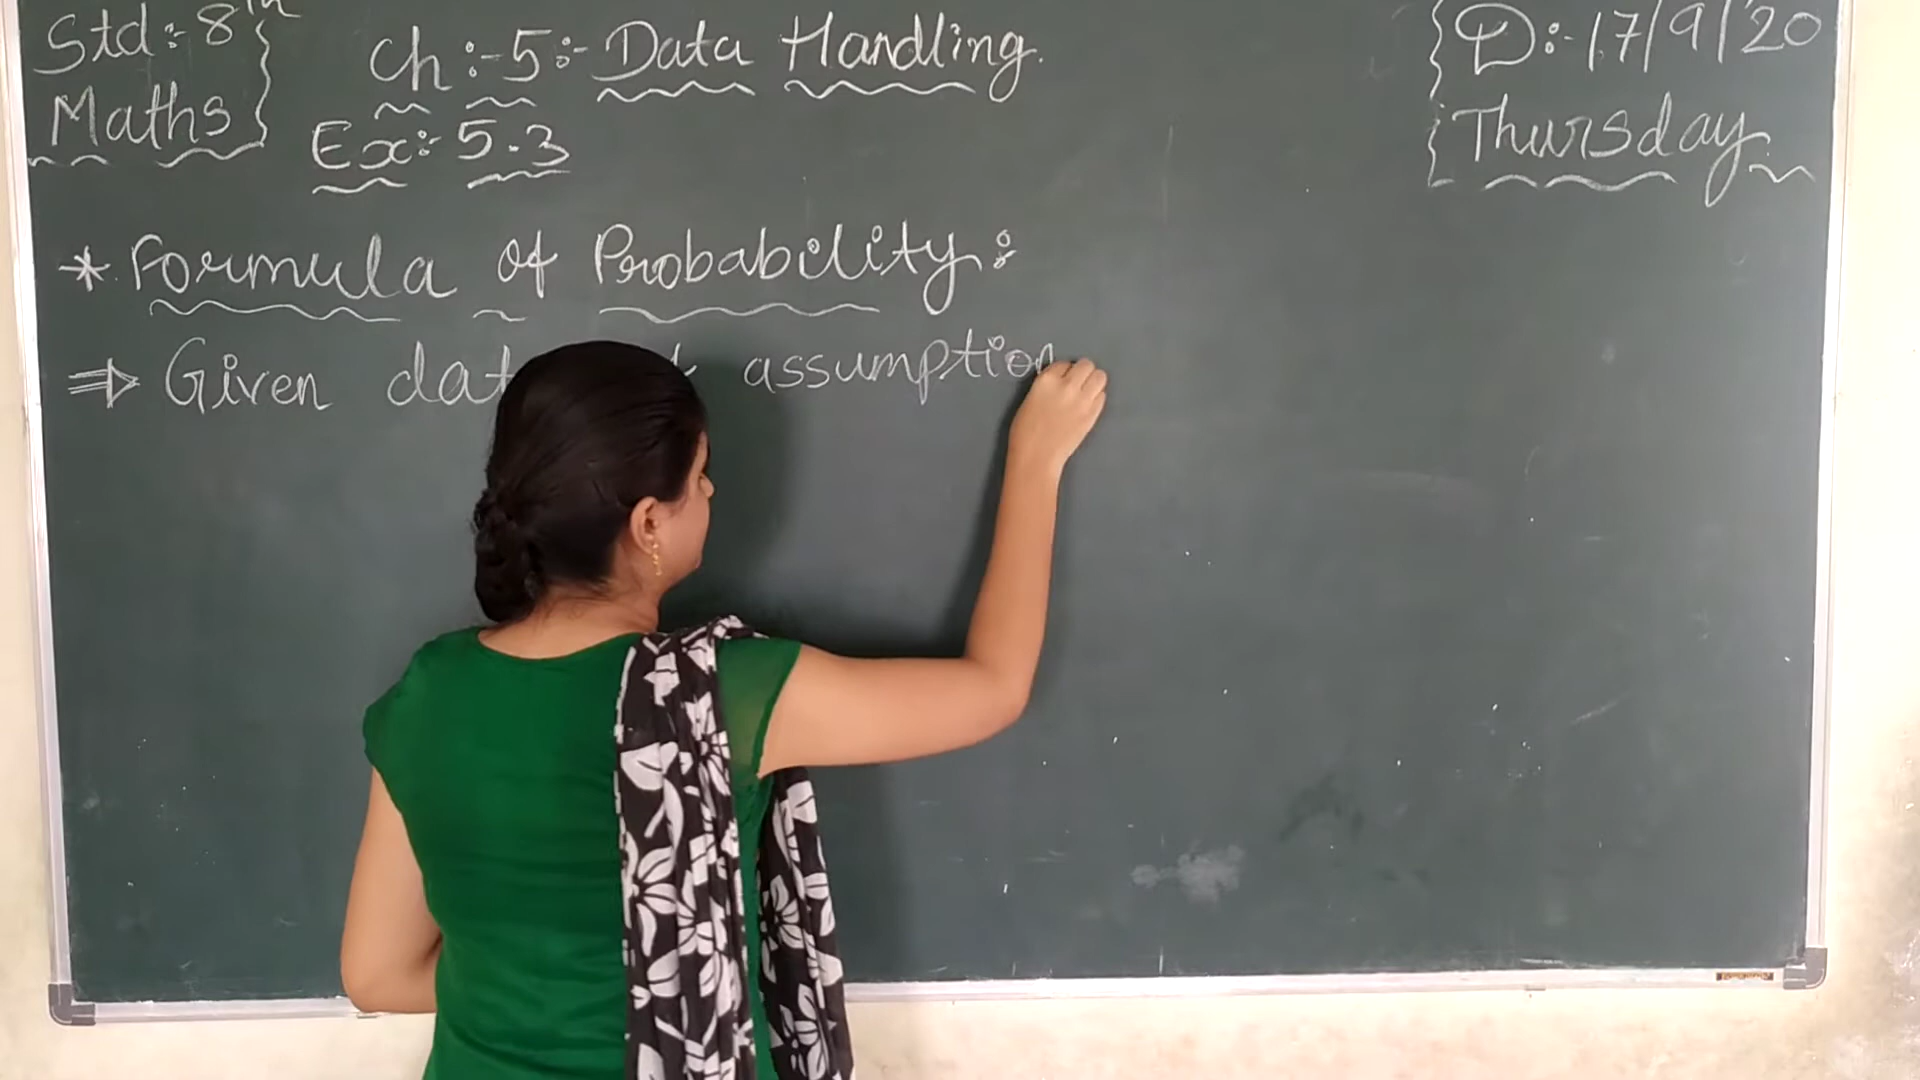 Std:- 8th
Maths
Ch:-5:- Data Handling.
Ex:- 5.3
D:-17/9/20
Thursday
* Formula of Probability:
⇒ Given dat assumption